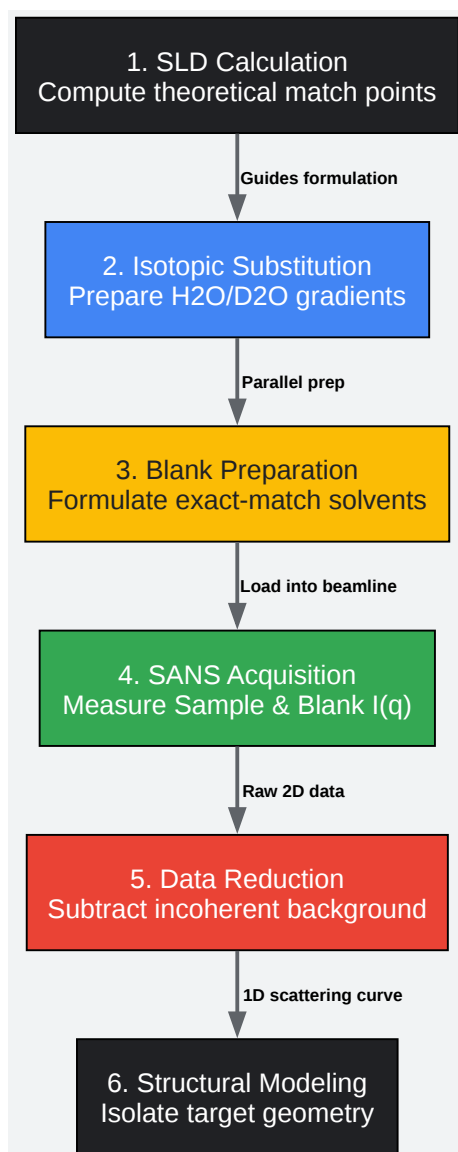 1. SLD Calculation
Compute theoretical match points
Guides formulation
2. Isotopic Substitution
Prepare H2O/D2O gradients
Parallel prep
3. Blank Preparation
Formulate exact-match solvents
Load into beamline
4. SANS Acquisition
Measure Sample & Blank I(q)
Raw 2D data
5. Data Reduction
Subtract incoherent background
1D scattering curve
6. Structural Modeling
Isolate target geometry